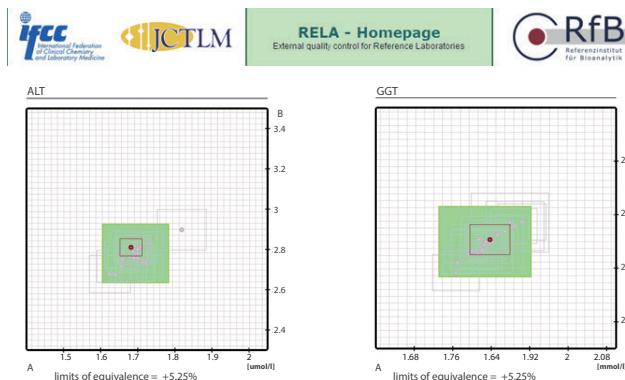 ifcc
International Federation
of Clinical Chemistry
and Laboratory Medicine
JCTLM
RELA - Homepage
External quality control for Reference Laboratories
RfB
Referenzinstitut
für Bioanalytik
ALT
B
3.4
3.2
3
2.8
2.6
2.4
1.5 1.6 1.7 1.8 1.9 2
A
[umol/l]
limits of equivalence = +5.25%
GGT
2
2
2
2
1.68 1.76 1.64 1.92 2 2.08
A
[mmol/l
limits of equivalence = +5.25%